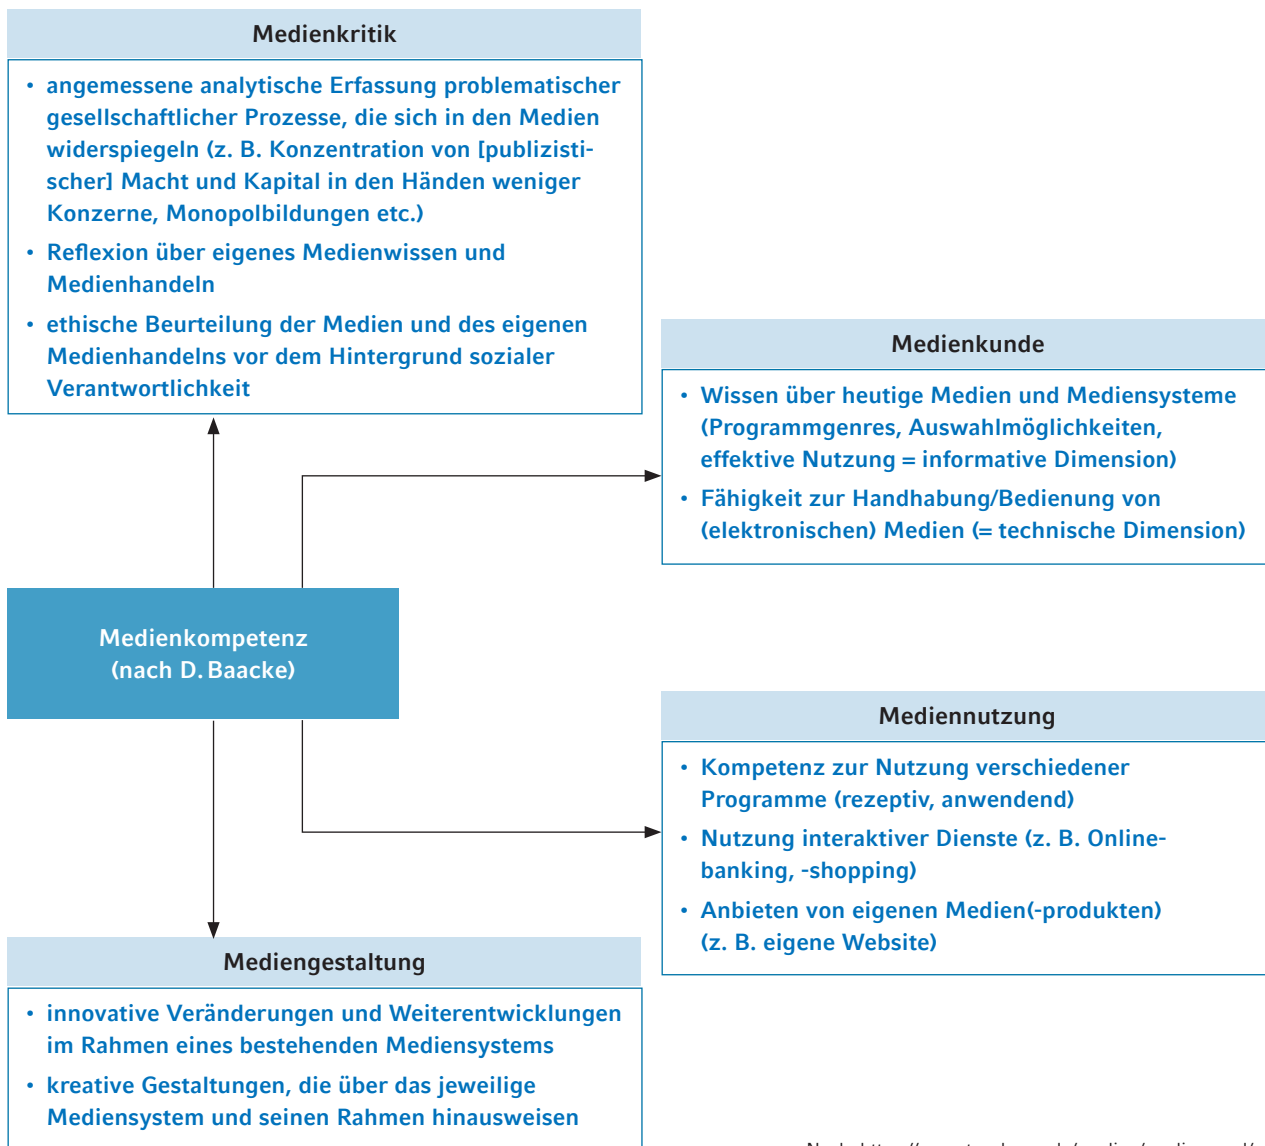 Medienkritik
• angemessene analytische Erfassung problematischer
gesellschaftlicher Prozesse, die sich in den Medien
widerspiegeln (z. B. Konzentration von [publizisti-
scher] Macht und Kapital in den Händen weniger
Konzerne, Monopolbildungen etc.)
• Reflexion über eigenes Medienwissen und
Medienhandeln
• ethische Beurteilung der Medien und des eigenen
Medienhandelns vor dem Hintergrund sozialer
Verantwortlichkeit
Medienkunde
• Wissen über heutige Medien und Mediensysteme
(Programmgenres, Auswahlmöglichkeiten,
effektive Nutzung = informative Dimension)
• Fähigkeit zur Handhabung/Bedienung von
(elektronischen) Medien (= technische Dimension)
Medienkompetenz
(nach D. Baacke)
Mediennutzung
• Kompetenz zur Nutzung verschiedener
Programme (rezeptiv, anwendend)
• Nutzung interaktiver Dienste (z. B. Online-
banking, -shopping)
• Anbieten von eigenen Medien(-produkten)
(z. B. eigene Website)
Mediengestaltung
• innovative Veränderungen und Weiterentwicklungen
im Rahmen eines bestehenden Mediensystems
• kreative Gestaltungen, die über das jeweilige
Mediensystem und seinen Rahmen hinausweisen